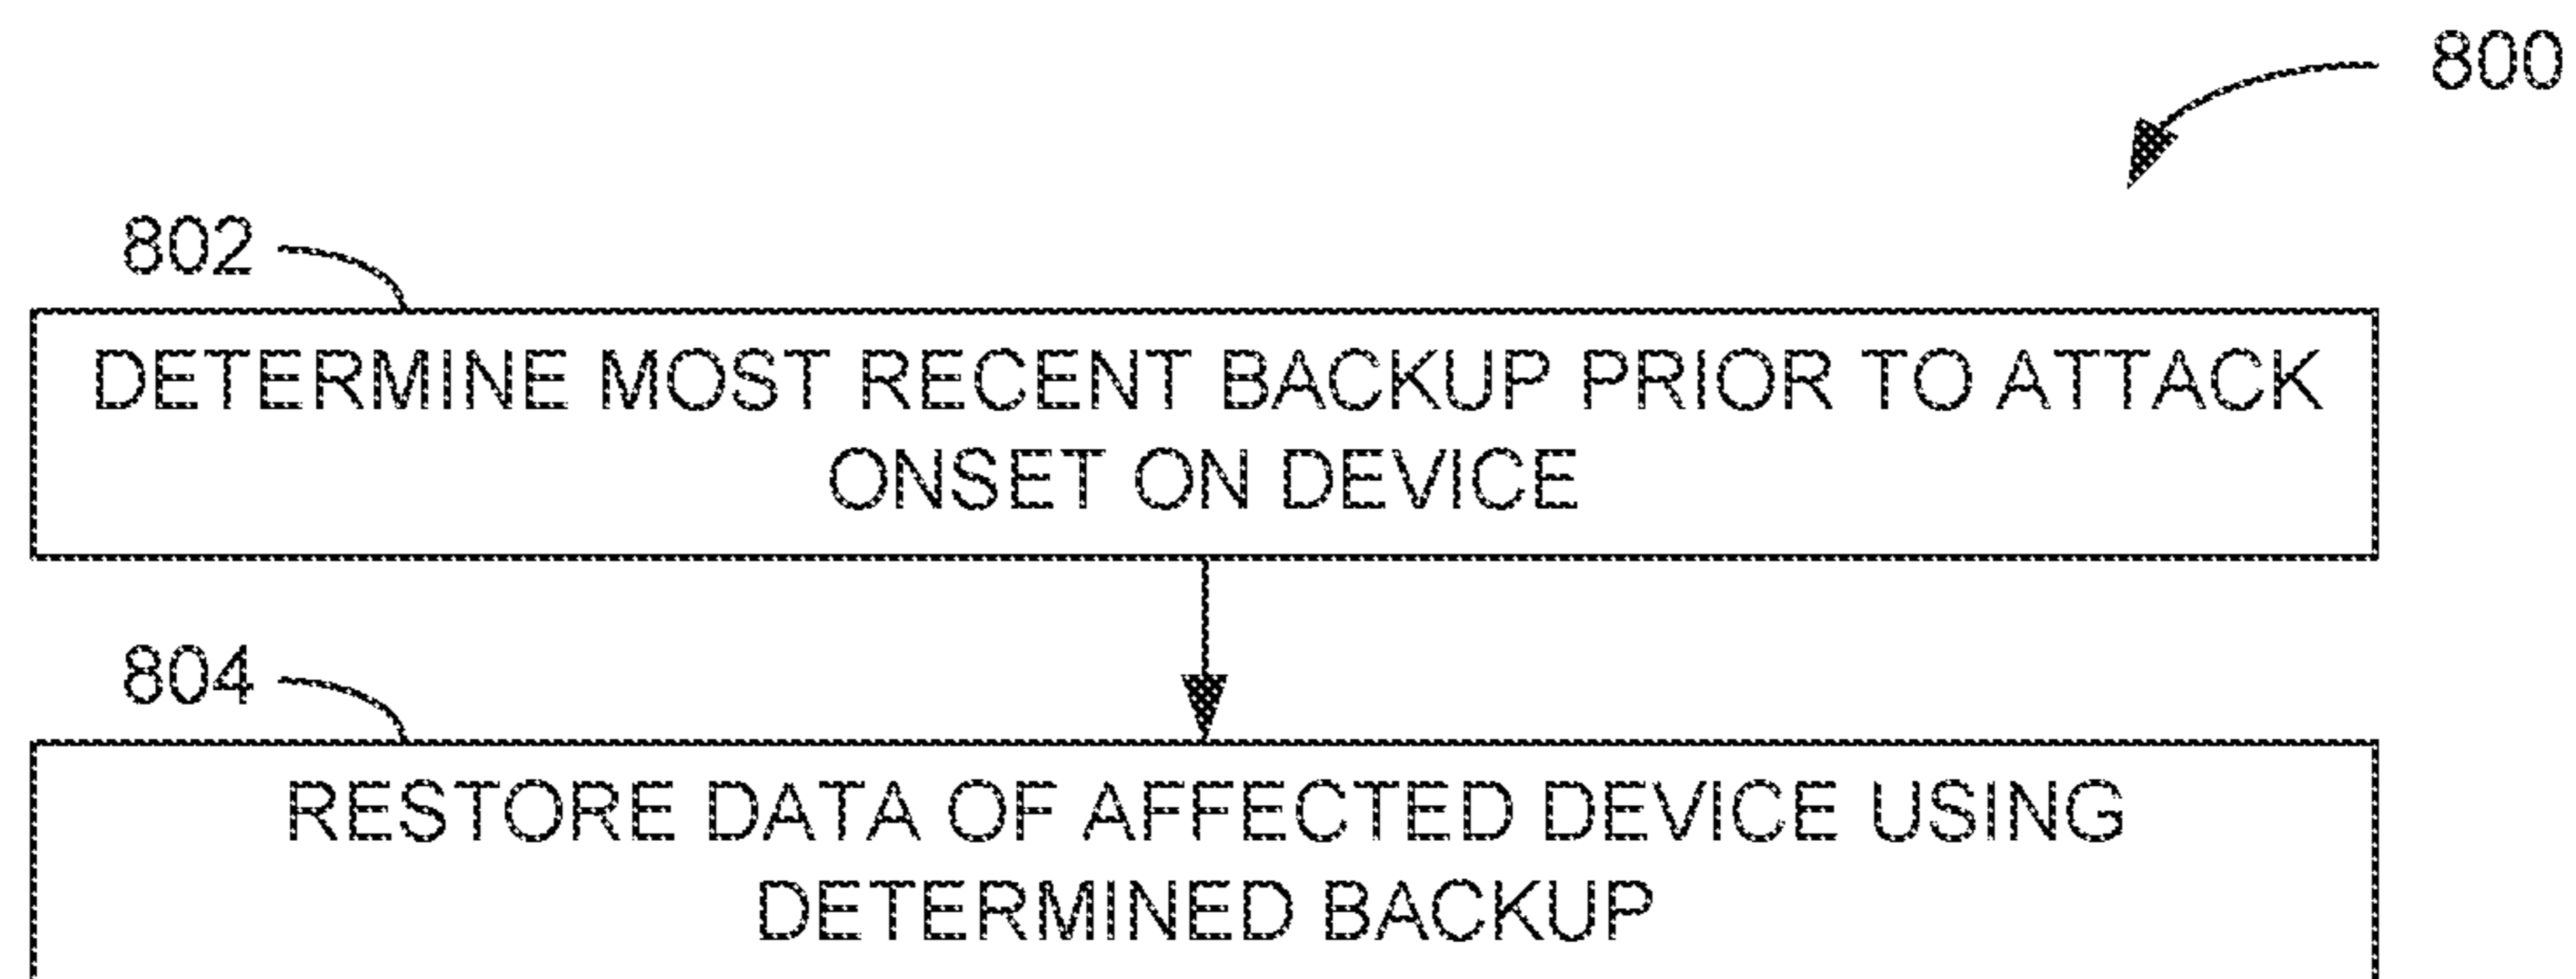 800
802
DETERMINE MOST RECENT BACKUP PRIOR TO ATTACK
ONSET ON DEVICE
804
RESTORE DATA OF AFFECTED DEVICE USING
DETERMINED BACKUP